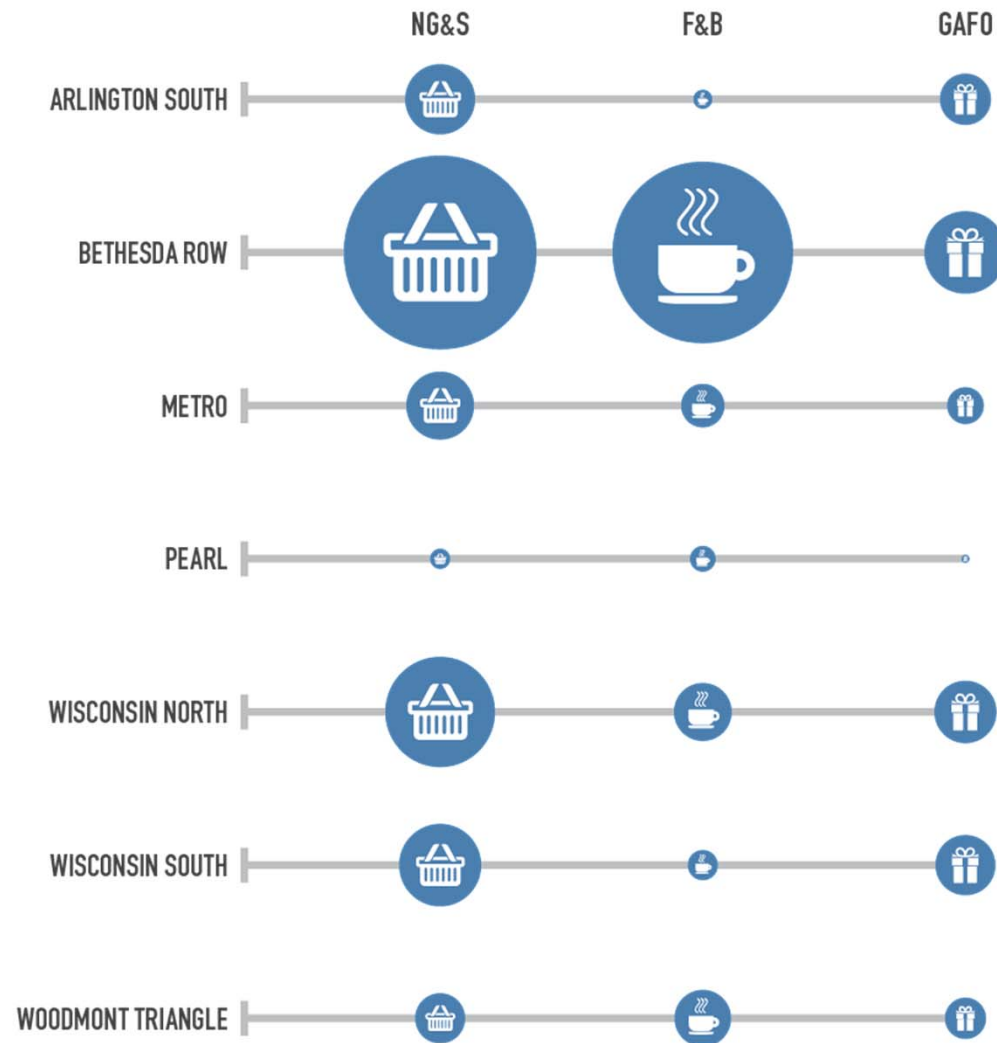 NG&S F&B GAFO
ARLINGTON SOUTH
BETHESDA ROW
METRO
PEARL
WISCONSIN NORTH
WISCONSIN SOUTH
WOODMONT TRIANGLE